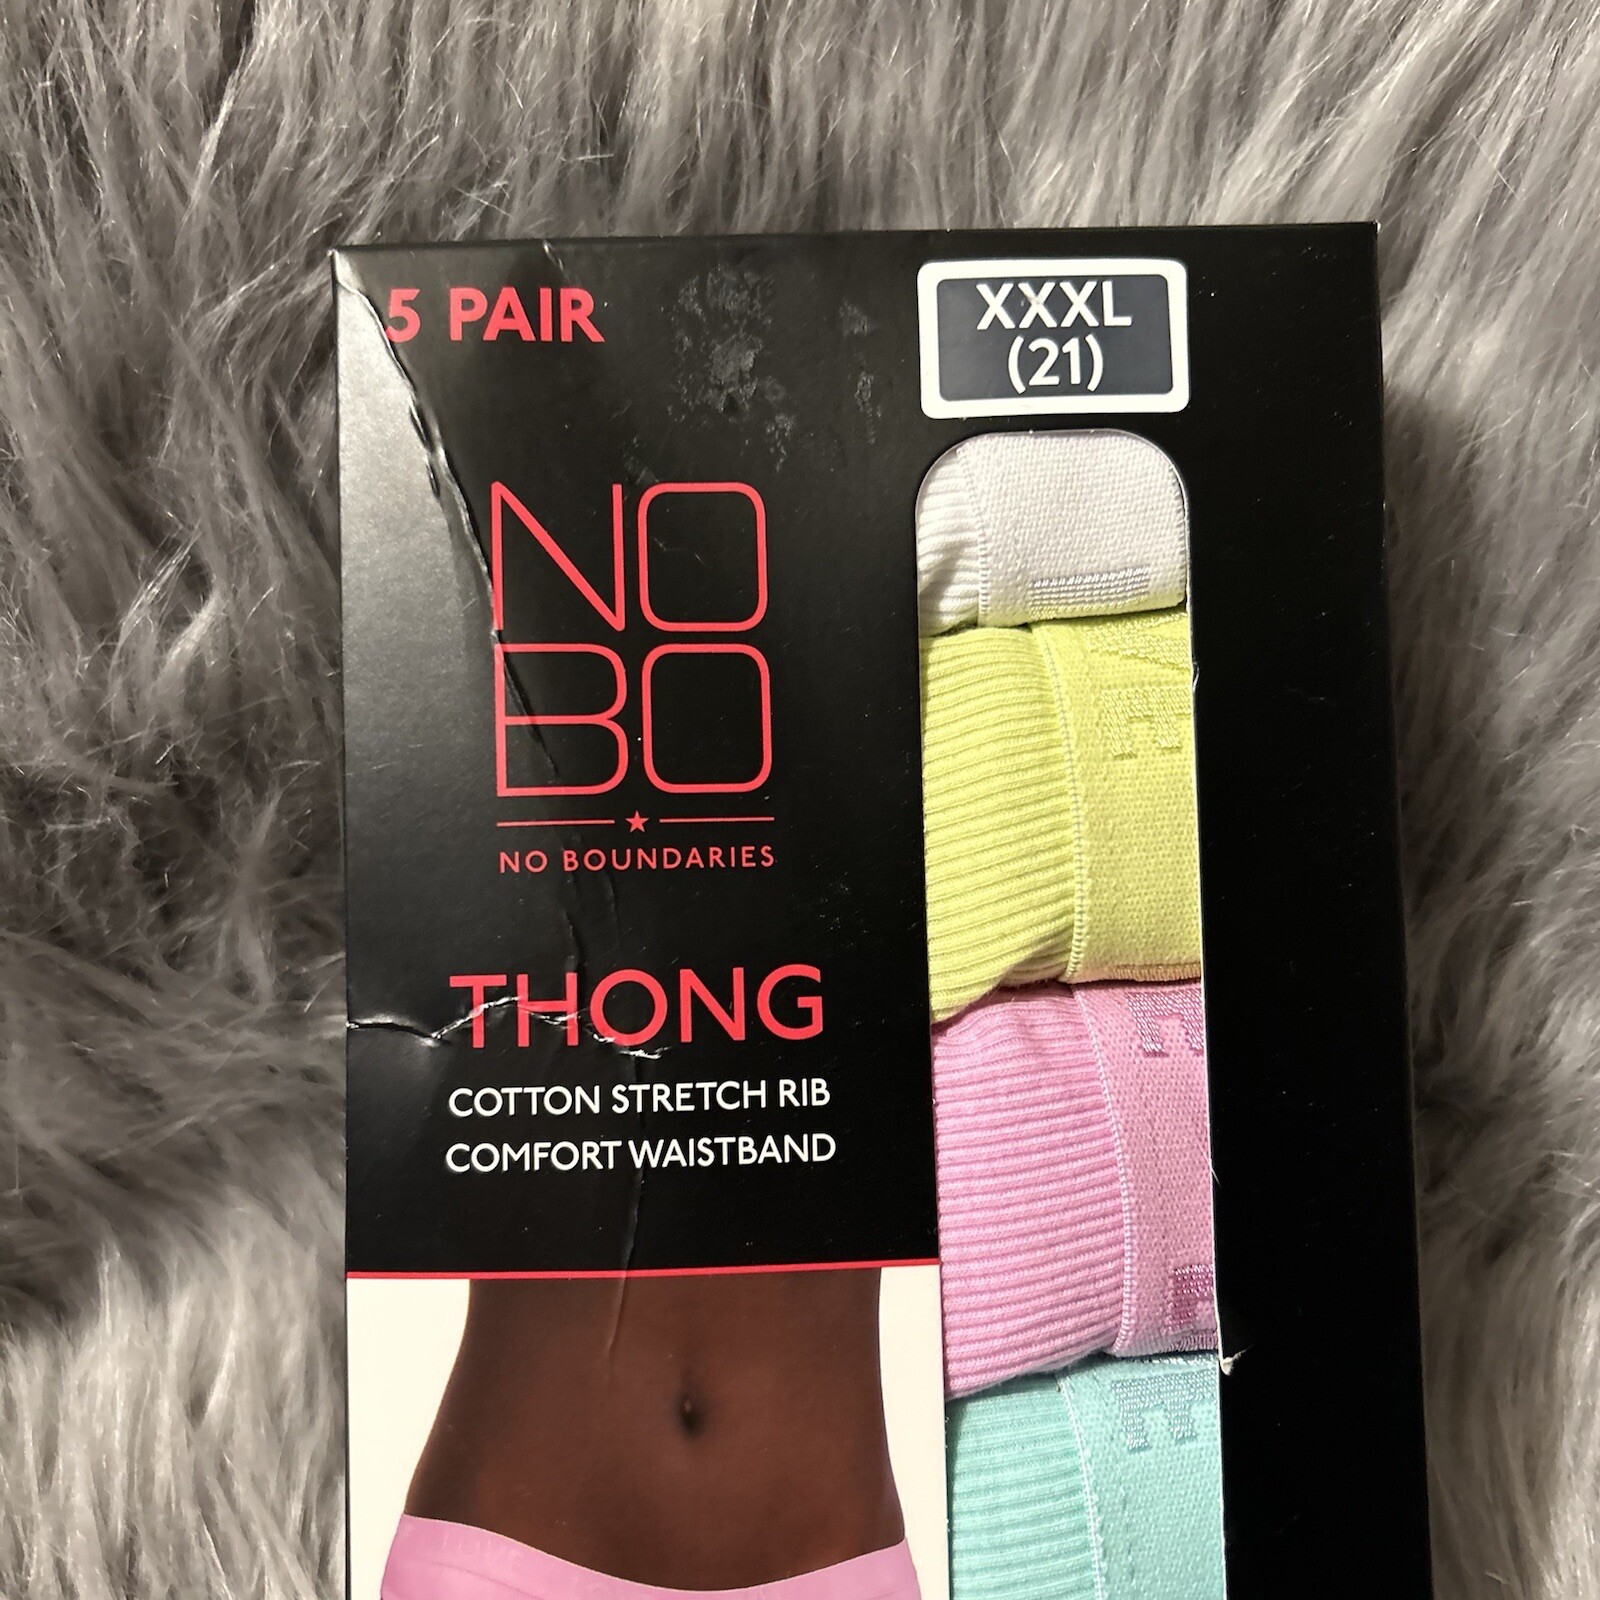 5 PAIR
XXXL
(21)
NO
BO
NO BOUNDARIES
THONG
COTTON STRETCH RIB
COMFORT WAISTBAND